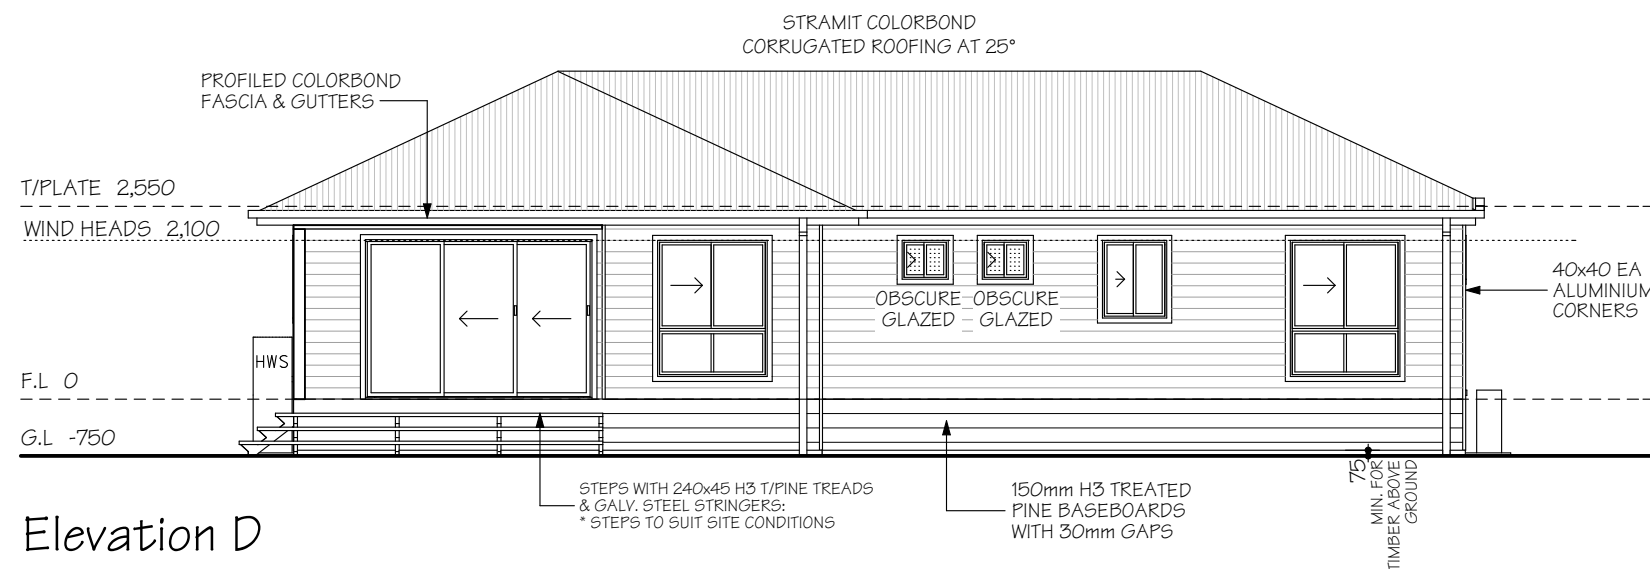 STRAMIT COLORBOND
CORRUGATED ROOFING AT 25°
PROFILED COLORBOND
FASCIA & GUTTERS
T/PLATE 2,550
WIND HEADS 2,100
OBSCURE
GLAZED
OBSCURE
GLAZED
40x40 EA
ALUMINIUM
CORNERS
HWS
F.L 0
G.L -750
75
MIN. FOR
TIMBER ABOVE
GROUND
STEPS WITH 240x45 H3 T/PINE TREADS
& GALV. STEEL STRINGERS:
* STEPS TO SUIT SITE CONDITIONS
150mm H3 TREATED
PINE BASEBOARDS
WITH 30mm GAPS
Elevation D